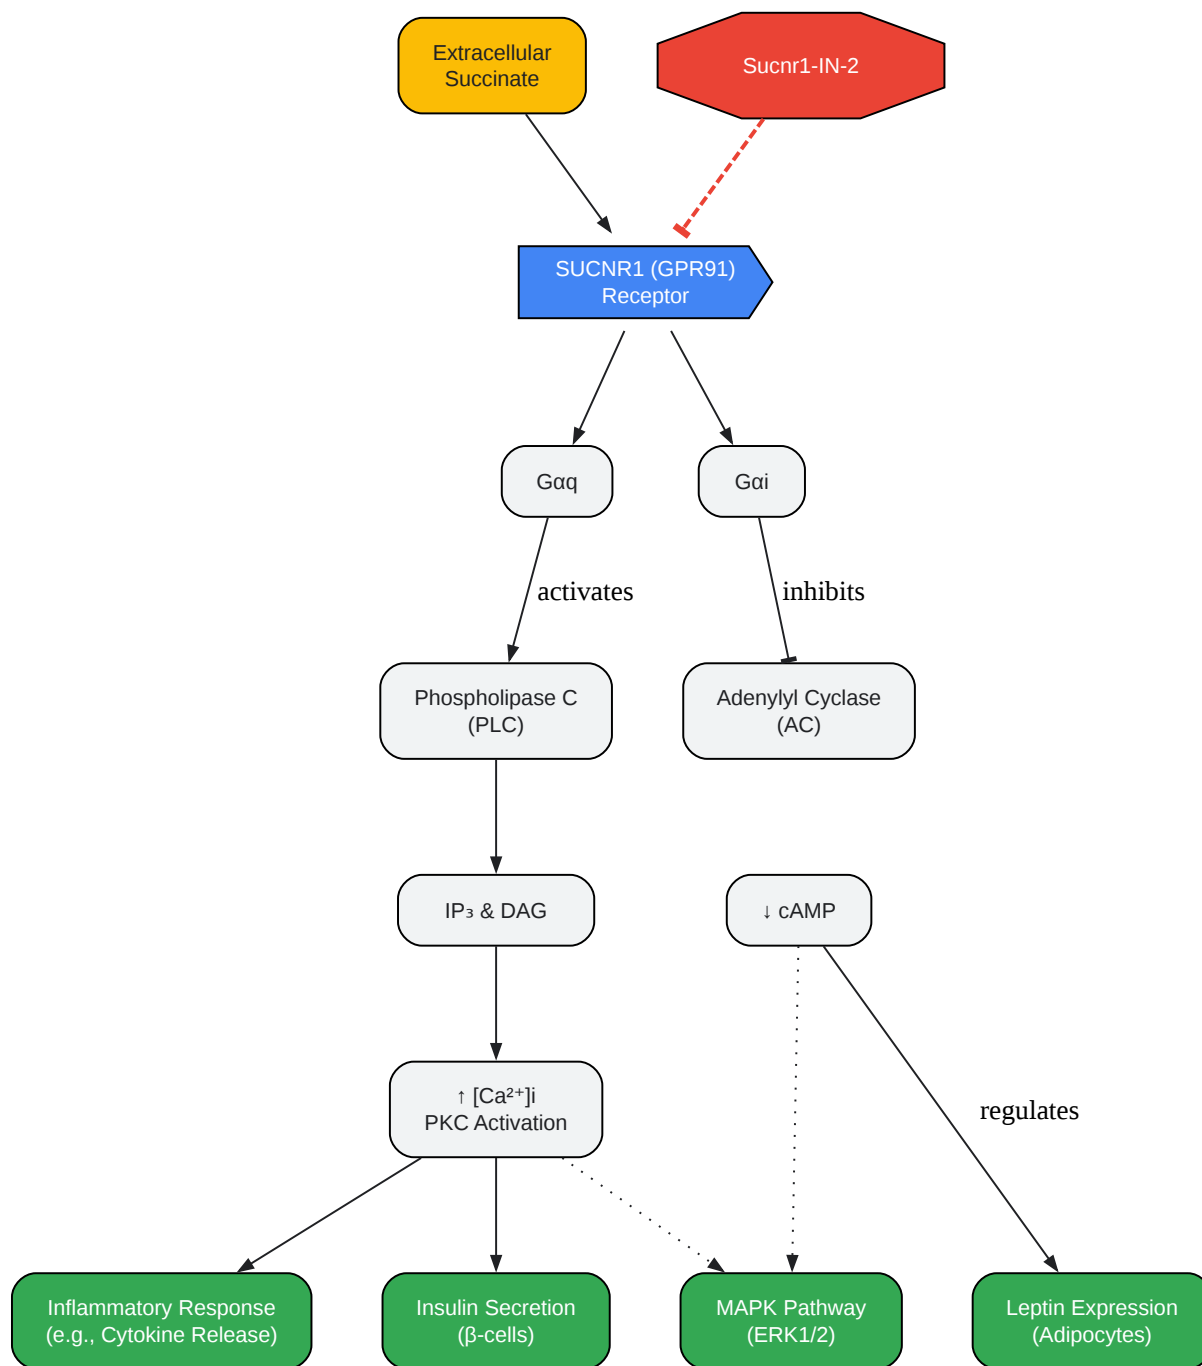 Extracellular
Succinate
Sucnr1-IN-2
SUCNR1 (GPR91)
Receptor
Gαq
Gαi
activates
inhibits
Phospholipase C
(PLC)
Adenylyl Cyclase
(AC)
IP₃ & DAG
↓ cAMP
↑ [Ca²⁺]i
PKC Activation
regulates
Inflammatory Response
(e.g., Cytokine Release)
Insulin Secretion
(β-cells)
MAPK Pathway
(ERK1/2)
Leptin Expression
(Adipocytes)